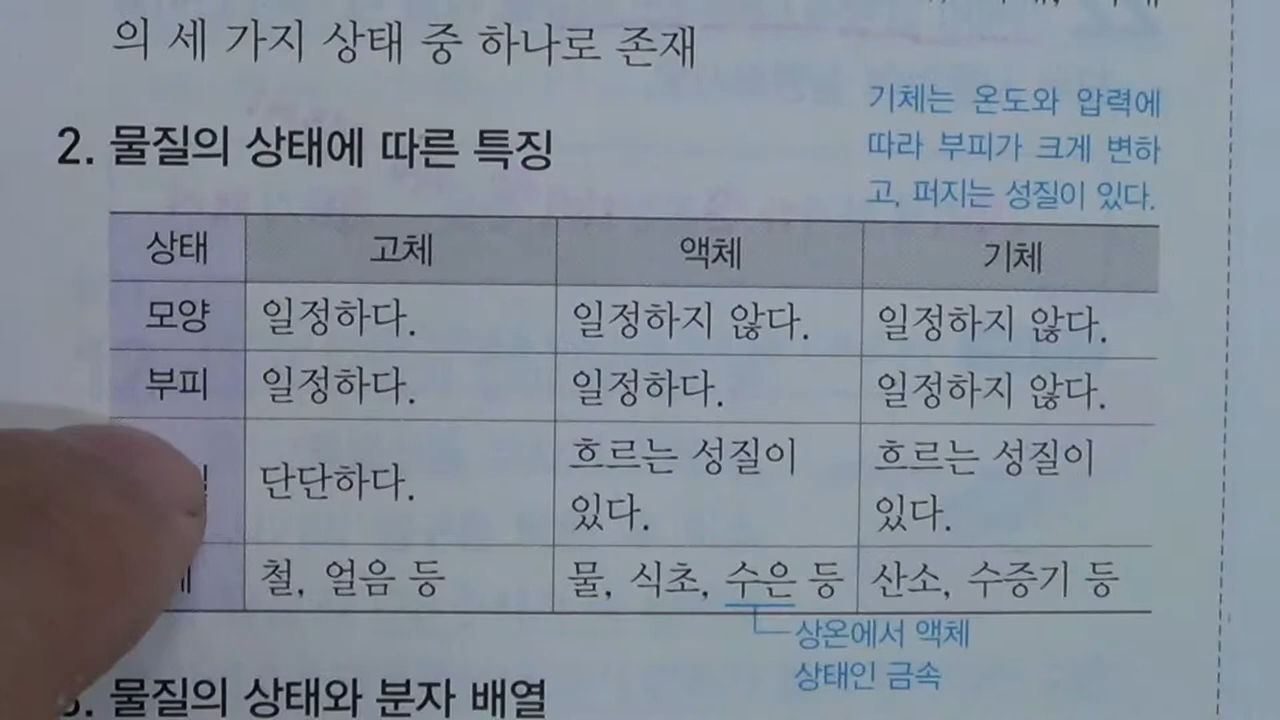 의 세 가지 상태 중 하나로 존재
기체는 온도와 압력에
따라 부피가 크게 변하
고, 퍼지는 성질이 있다.
2. 물질의 상태에 따른 특징
상태 고체 액체 기체
모양 일정하다. 일정하지 않다. 일정하지 않다.
부피 일정하다. 일정하다. 일정하지 않다.
단단하다. 흐르는 성질이 있다. 흐르는 성질이 있다.
철, 얼음 등 물, 식초, 수은 등 산소, 수증기 등
상온에서 액체
상태인 금속
물질의 상태와 분자 배열